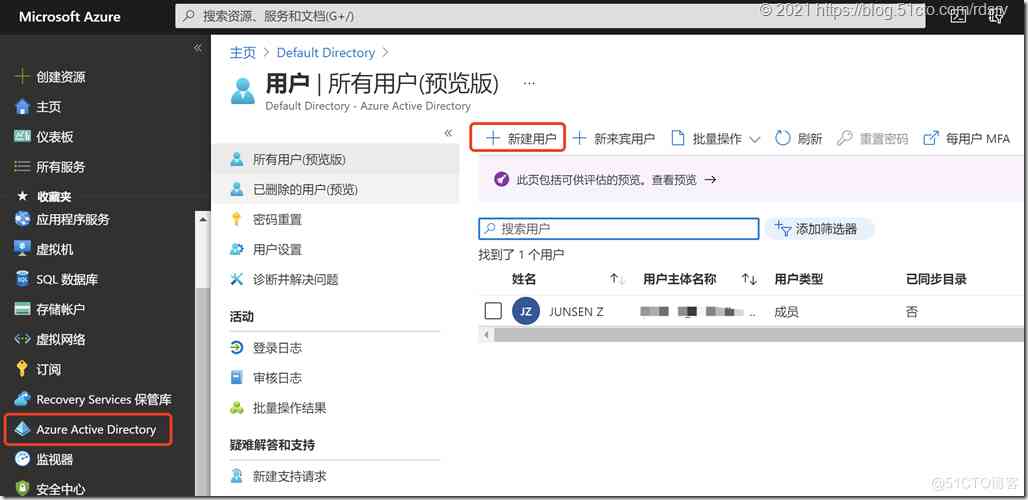 © 2021 https://blog.51cto.com/rdsrv
Microsoft Azure
搜索资源、服务和文档(G+/)
«
创建资源
主页
仪表板
所有服务
收藏夹
应用程序服务
虚拟机
SQL 数据库
存储帐户
虚拟网络
订阅
Recovery Services 保管库
Azure Active Directory
监视器
安全中心
主页 > Default Directory >
用户 | 所有用户(预览版) ...
Default Directory - Azure Active Directory
«
所有用户(预览版)
已删除的用户(预览)
密码重置
用户设置
诊断并解决问题
活动
登录日志
审核日志
批量操作结果
疑难解答和支持
新建支持请求
+ 新建用户 + 新来宾用户 批量操作 刷新 重置密码 每用户 MFA
此页包括可供评估的预览。查看预览 →
搜索用户 添加筛选器
找到了 1 个用户
姓名 ↑↓ 用户主体名称 ↑↓ 用户类型 已同步目录
JZ JUNSEN Z .. 成员 否
@51CTO博客